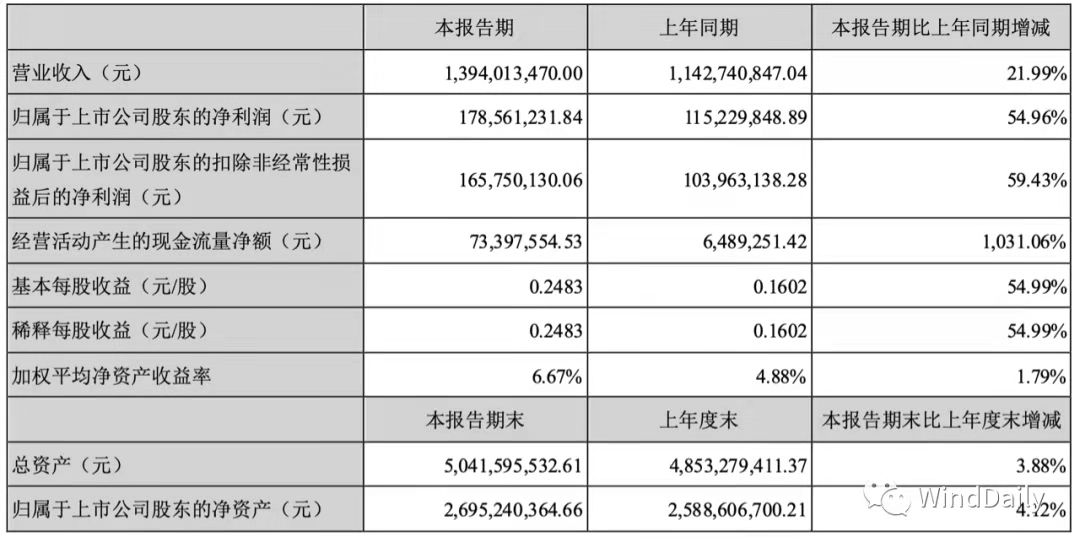 本报告期 上年同期 本报告期比上年同期增减
营业收入（元） 1,394,013,470.00 1,142,740,847.04 21.99%
归属于上市公司股东的净利润（元） 178,561,231.84 115,229,848.89 54.96%
归属于上市公司股东的扣除非经常性损
益后的净利润（元） 165,750,130.06 103,963,138.28 59.43%
经营活动产生的现金流量净额（元） 73,397,554.53 6,489,251.42 1,031.06%
基本每股收益（元/股） 0.2483 0.1602 54.99%
稀释每股收益（元/股） 0.2483 0.1602 54.99%
加权平均净资产收益率 6.67% 4.88% 1.79%
本报告期末 上年度末 本报告期末比上年度末增减
总资产（元） 5,041,595,532.61 4,853,279,411.37 3.88%
归属于上市公司股东的净资产（元） 2,695,240,364.66 2,588,606,700.21 4.12%
WindDaily